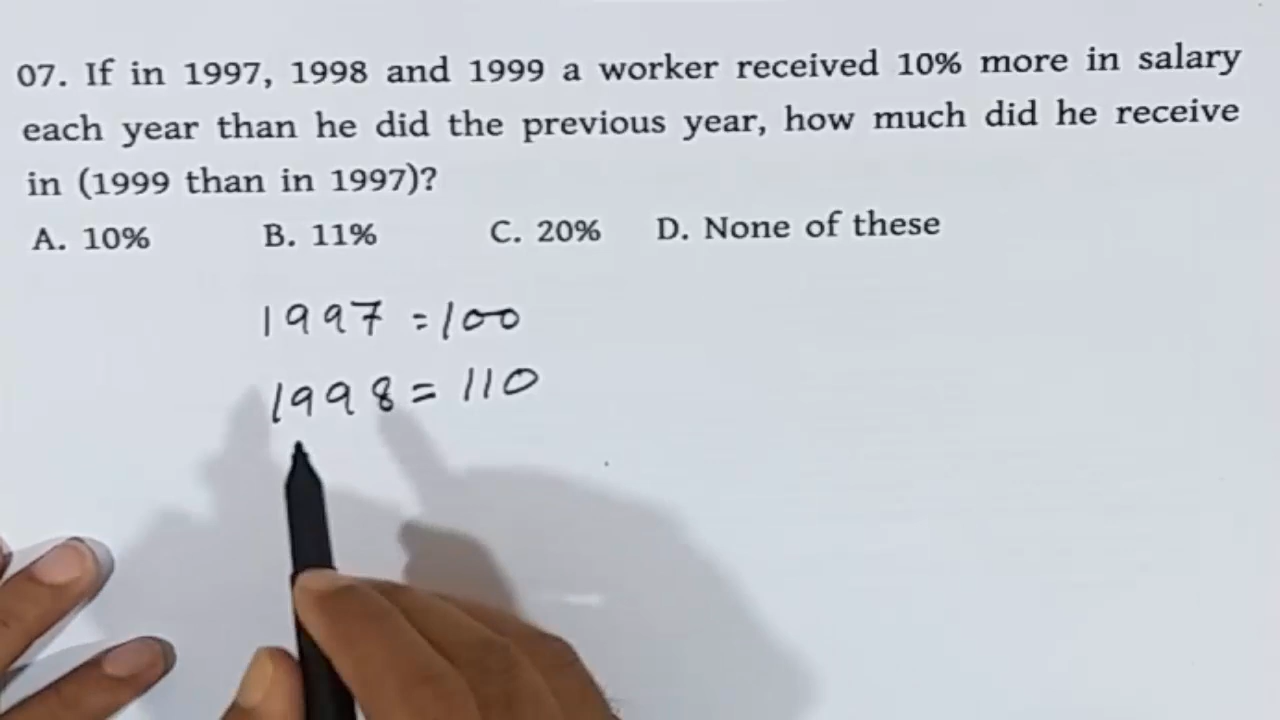 07. If in 1997, 1998 and 1999 a worker received 10% more in salary
each year than he did the previous year, how much did he receive
in (1999 than in 1997)?
A. 10% B. 11% C. 20% D. None of these
1997 = 100
1998 = 110